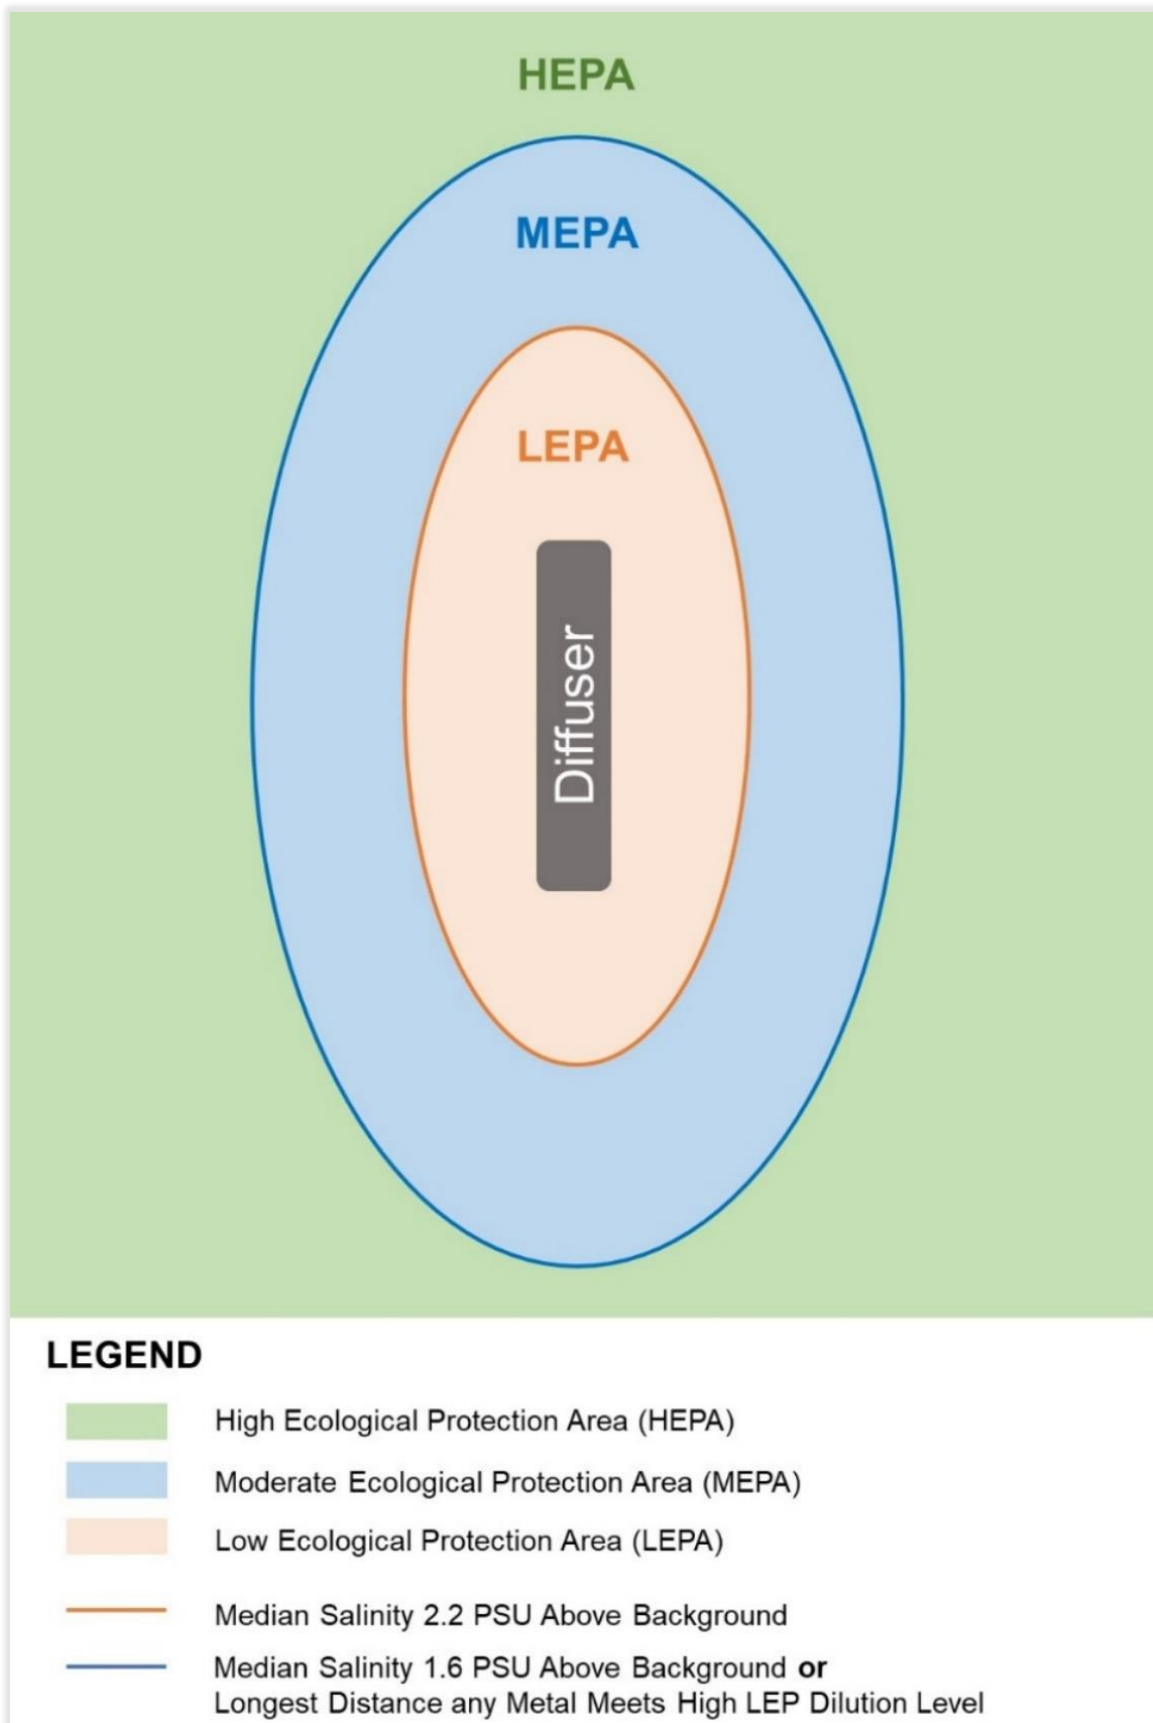 HEPA
MEPA
LEPA
Diffuser
LEGEND
High Ecological Protection Area (HEPA)
Moderate Ecological Protection Area (MEPA)
Low Ecological Protection Area (LEPA)
Median Salinity 2.2 PSU Above Background
Median Salinity 1.6 PSU Above Background or
Longest Distance any Metal Meets High LEP Dilution Level